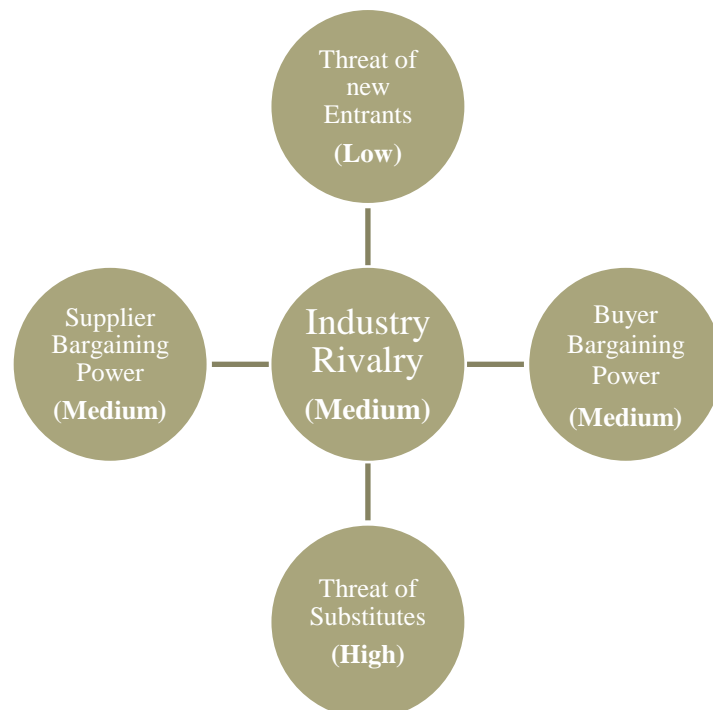 Threat of
new
Entrants
(Low)
Supplier
Bargaining
Power
(Medium)
Industry
Rivalry
(Medium)
Buyer
Bargaining
Power
(Medium)
Threat of
Substitutes
(High)